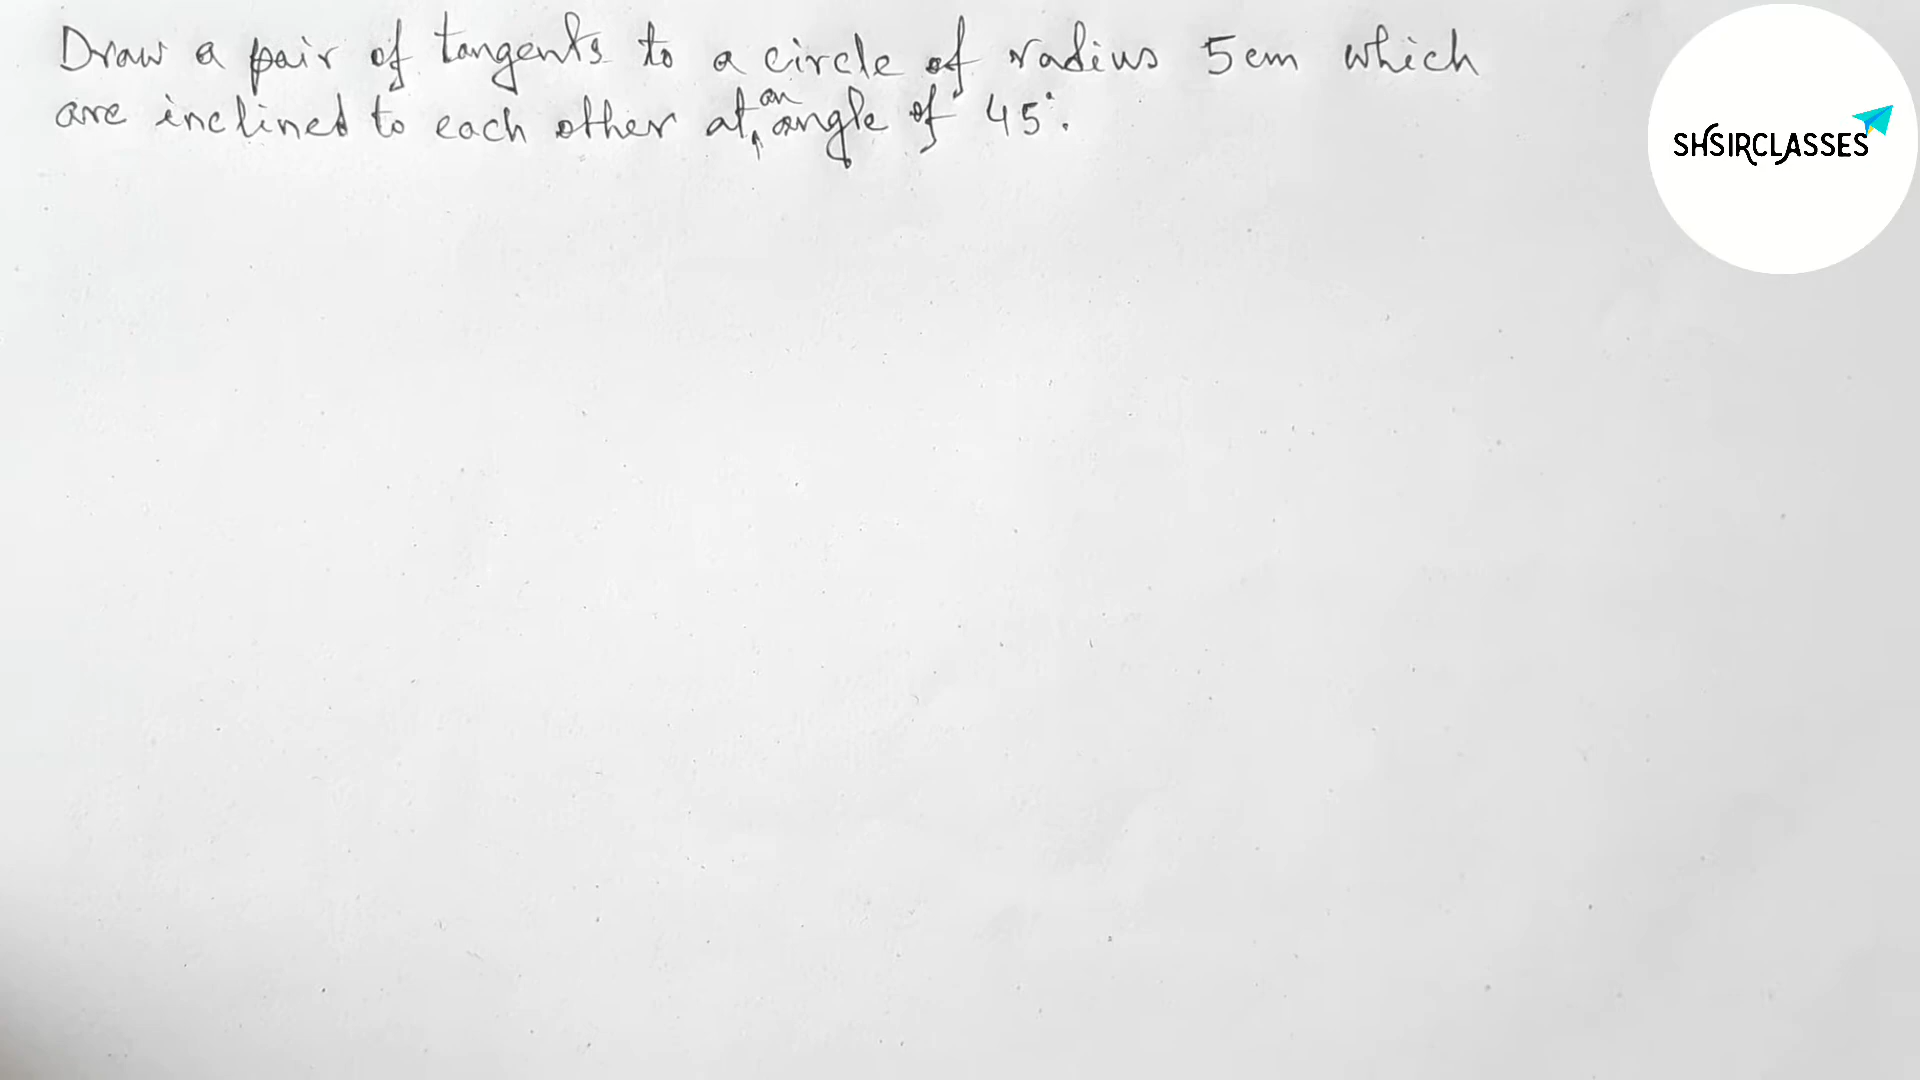 Draw a pair of tangents to a circle of radius 5cm which
are inclined to each other at an angle of 45°.
SHSIRCLASSES